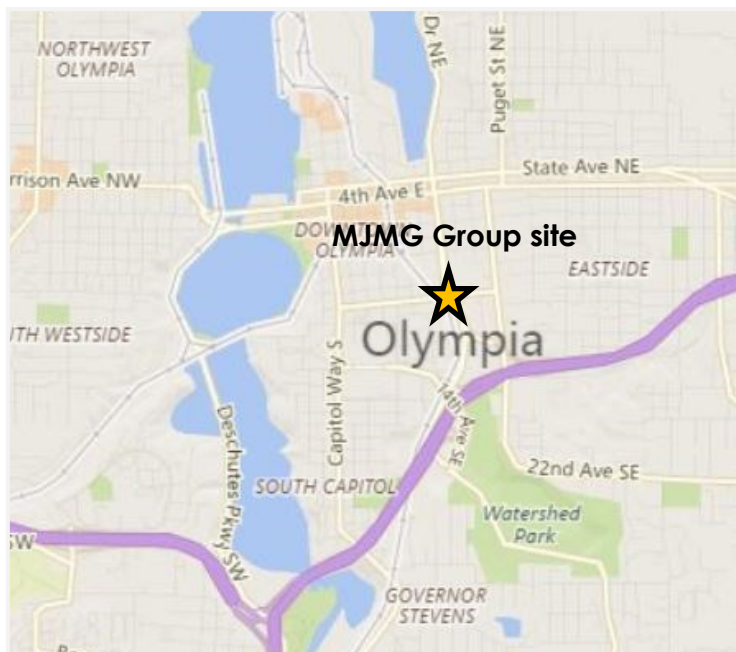 NORTHWEST
OLYMPIA
Dr NE
Puget St NE
rrison Ave NW
State Ave NE
4th Ave E
DOWNTOWN
OLYMPIA
MJMG Group site
EASTSIDE
TH WESTSIDE
Olympia
Capitol Way S
14th Ave SE
Deschutes Pkwy SW
22nd Ave SE
SOUTH CAPITOL
Watershed
Park
SW
GOVERNOR
STEVENS